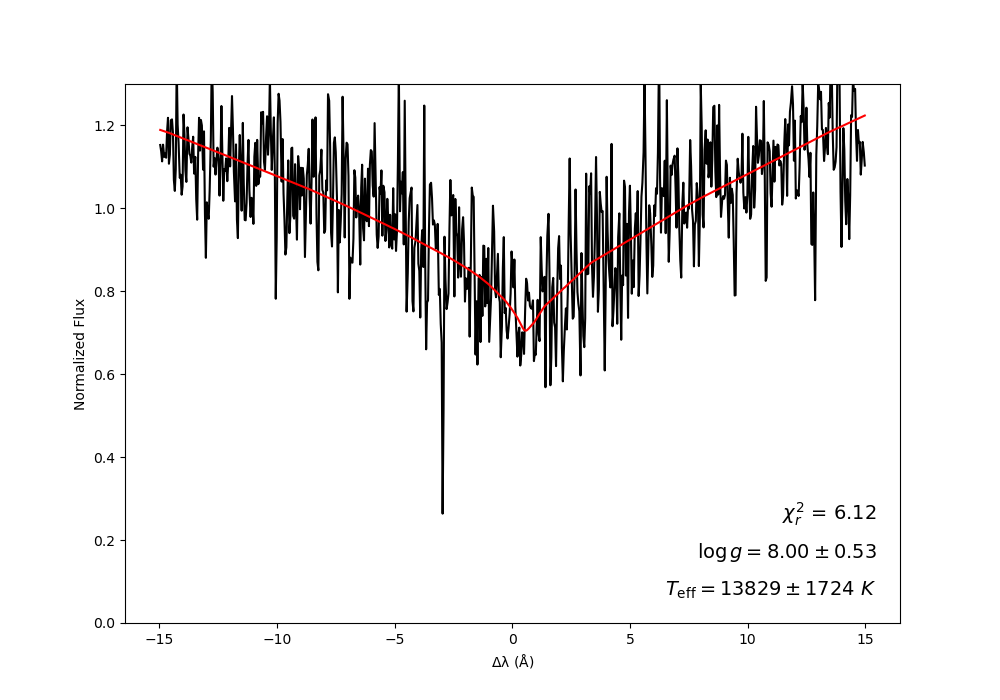 1.2
1.0
0.8
0.6
0.4
0.2
0.0
Normalized Flux
χ²ᵣ = 6.12
log g = 8.00 ± 0.53
T_eff = 13829 ± 1724 K
−15 −10 −5 0 5 10 15
Δλ (Å)